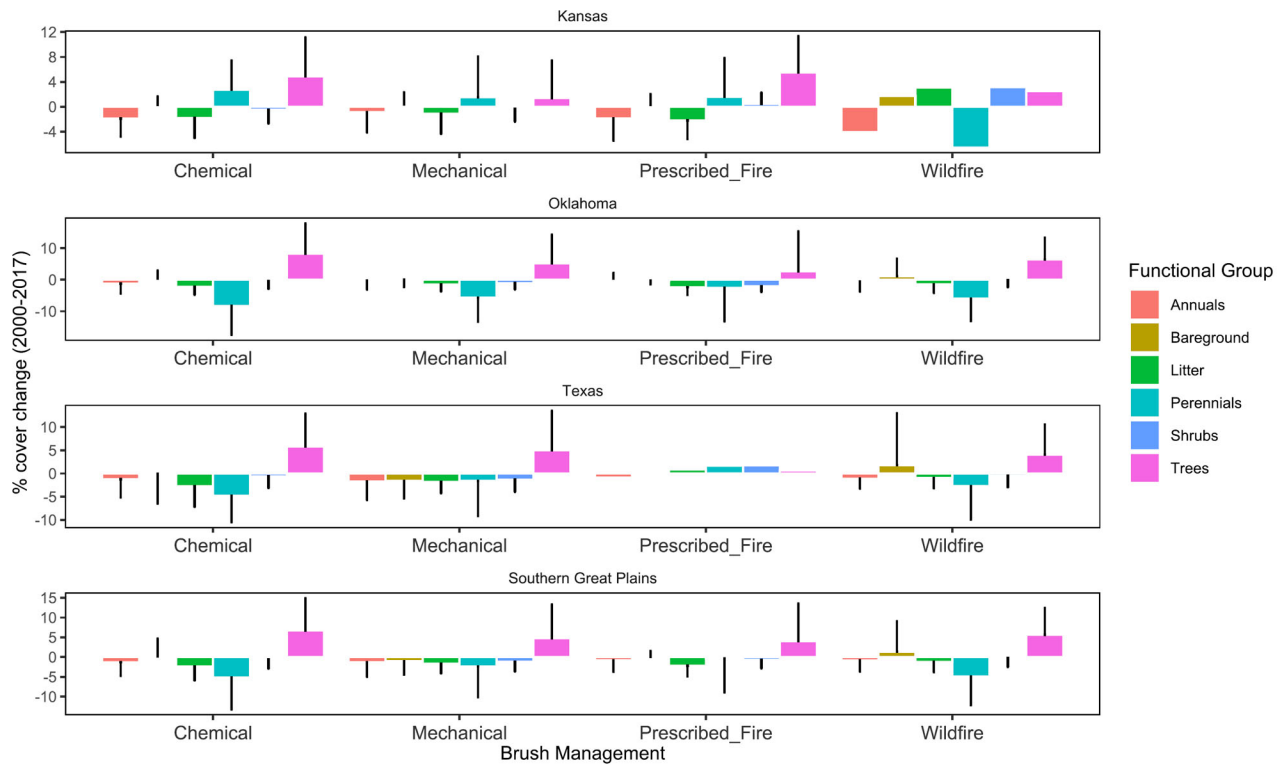 Kansas
12
8
4
0
-4
Chemical Mechanical Prescribed_Fire Wildfire
Oklahoma
10
0
-10
Chemical Mechanical Prescribed_Fire Wildfire
Texas
10
5
0
-5
-10
Chemical Mechanical Prescribed_Fire Wildfire
Southern Great Plains
15
10
5
0
-5
-10
Chemical Mechanical Prescribed_Fire Wildfire
Brush Management
% cover change (2000-2017)
Functional Group
Annuals
Bareground
Litter
Perennials
Shrubs
Trees